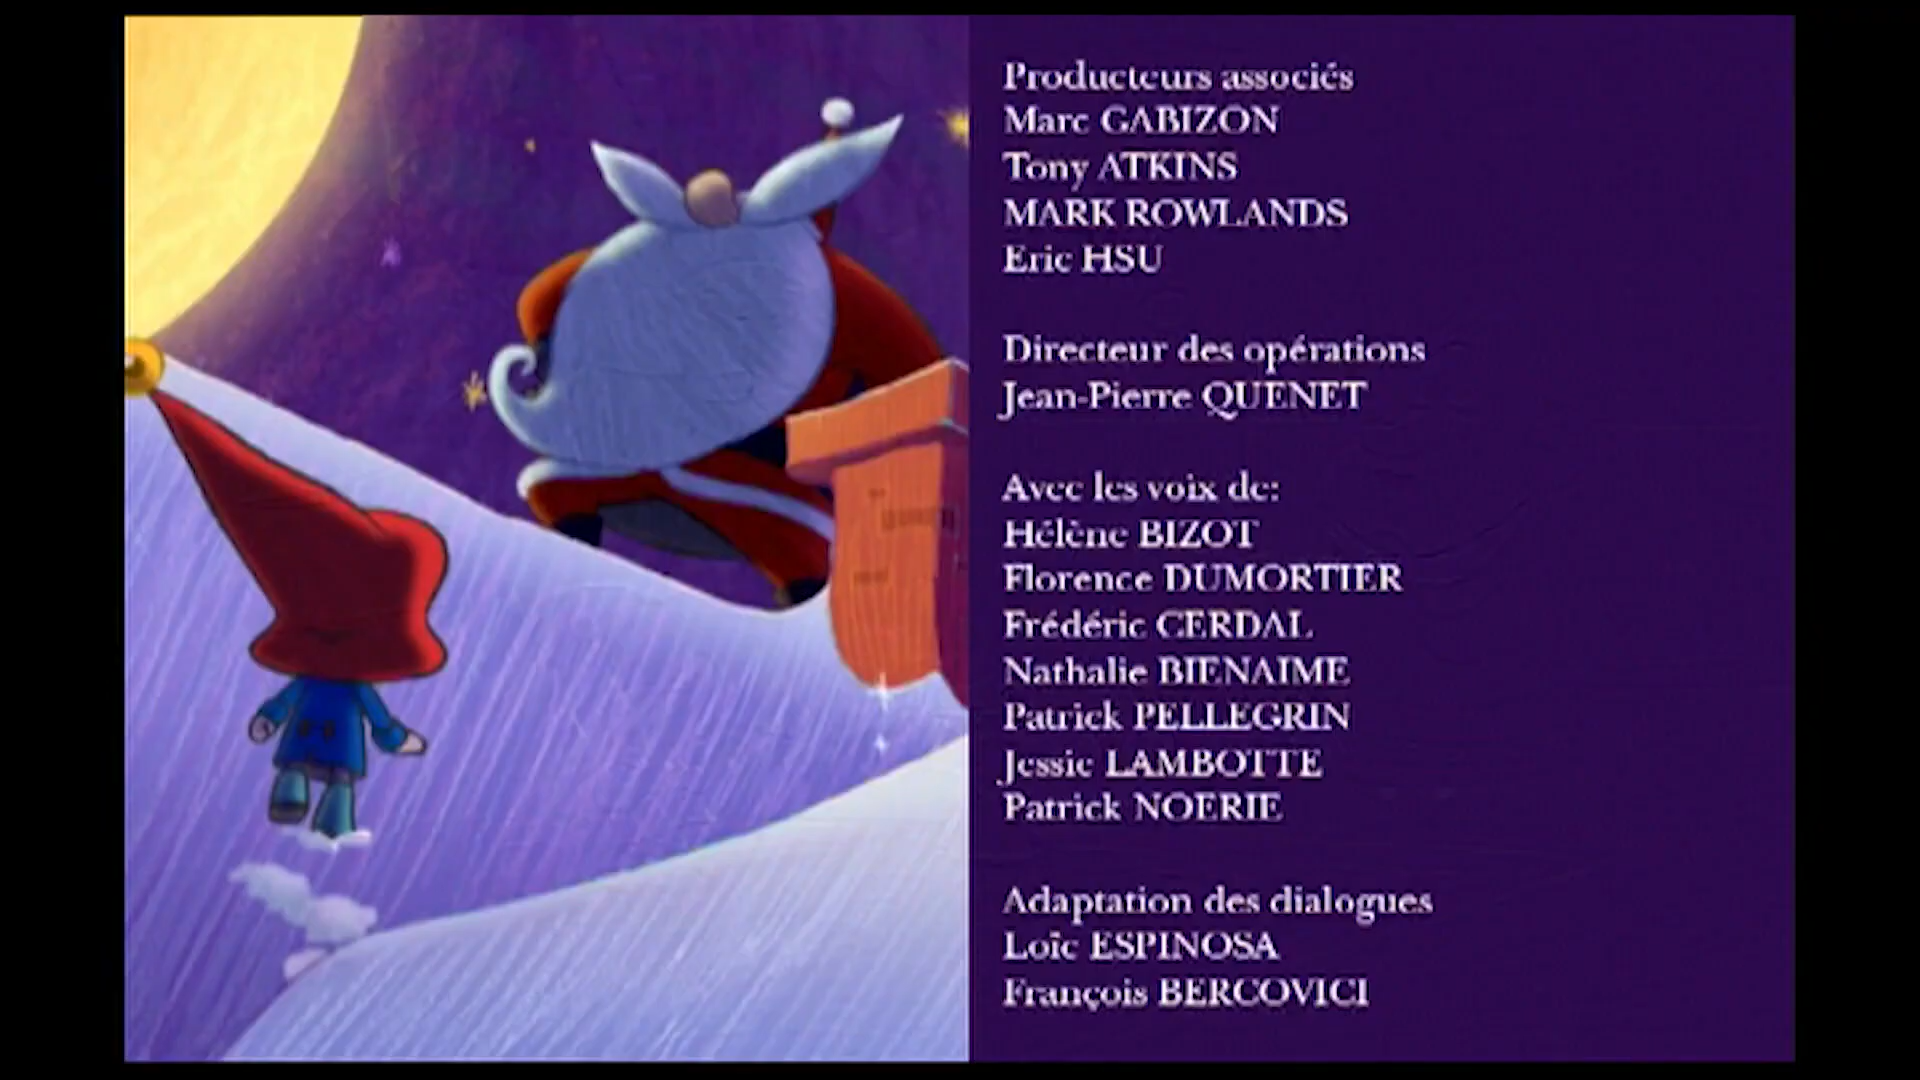 Producteurs associés
Marc GABIZON
Tony ATKINS
MARK ROWLANDS
Eric HSU
Directeur des opérations
Jean-Pierre QUENET
Avec les voix de:
Hélène BIZOT
Florence DUMORTIER
Frédéric CERDAL
Nathalie BIENAIME
Patrick PELLEGRIN
Jessie LAMBOTTE
Patrick NOERIE
Adaptation des dialogues
Loïc ESPINOSA
François BERCOVICI